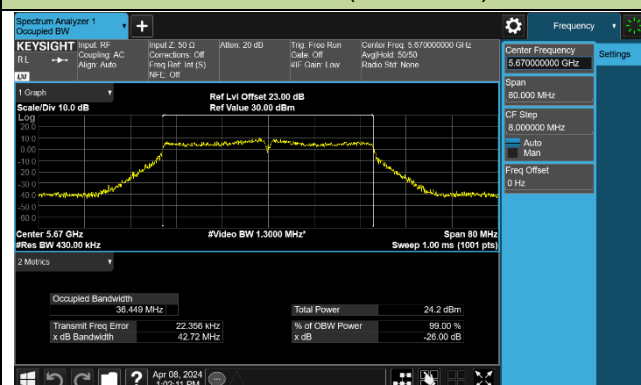 Spectrum Analyzer 1
Occupied BW
Frequency
KEYSIGHT
Input: RF
Input Z: 50 Ω
Atten: 20 dB
Trig: Free Run
Center Freq: 5.670000000 GHz
RL
Coupling: AC
Corrections: Off
Gate: Off
Avg|Hold: 50/50
Align: Auto
Freq Ref: Int (S)
#IF Gain: Low
Radio Std: None
LXI
NFE: Off
Center Frequency
5.670000000 GHz
Settings
Span
80.000 MHz
CF Step
8.000000 MHz
Auto
Man
Freq Offset
0 Hz
1 Graph
Ref Lvl Offset 23.00 dB
Scale/Div 10.0 dB
Ref Value 30.00 dBm
Log
20.0
10.0
0.00
-10.0
-20.0
-30.0
-40.0
-50.0
-60.0
Center 5.67 GHz
#Video BW 1.3000 MHz*
Span 80 MHz
#Res BW 430.00 kHz
Sweep 1.00 ms (1001 pts)
2 Metrics
Occupied Bandwidth
36.449 MHz
Total Power
24.2 dBm
Transmit Freq Error
22.356 kHz
% of OBW Power
99.00 %
x dB Bandwidth
42.72 MHz
x dB
-26.00 dB
Apr 08, 2024
1:02:11 PM